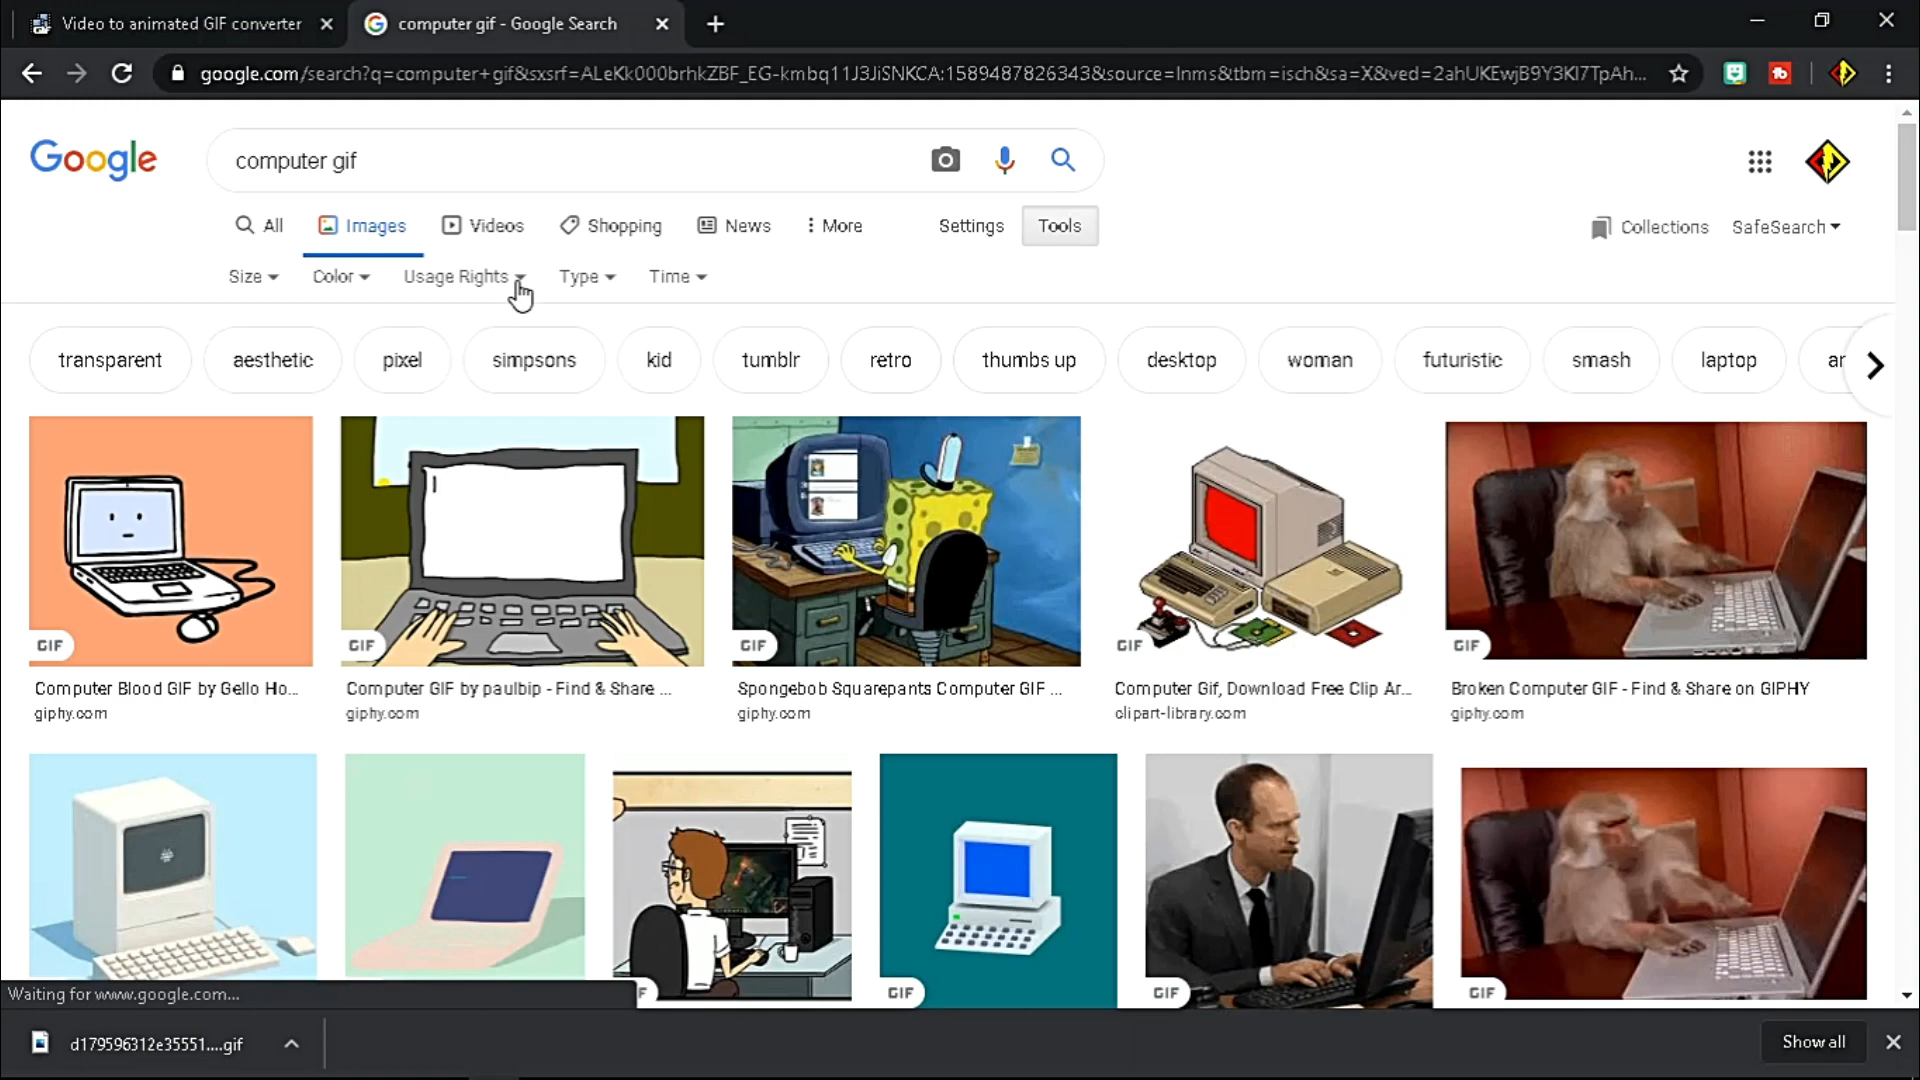 Video to animated GIF converter
computer gif - Google Search
google.com/search?q=computer+gif&sxsrf=ALeKk000brhkZBF_EG-kmbq11J3JiSNKCA:1589487826343&source=lnms&tbm=isch&sa=X&ved=2ahUKEwjB9Y3Kl7TpAh...
Google
computer gif
All Images Videos Shopping News More Settings Tools
Collections SafeSearch
Size Color Usage Rights Type Time
transparent aesthetic pixel simpsons kid tumblr retro thumbs up desktop woman futuristic smash laptop ar
GIF GIF GIF GIF GIF
Computer Blood GIF by Gello Ho...
giphy.com
Computer GIF by paulbip - Find & Share ...
giphy.com
Spongebob Squarepants Computer GIF ...
giphy.com
Computer Gif, Download Free Clip Ar...
clipart-library.com
Broken Computer GIF - Find & Share on GIPHY
giphy.com
F GIF GIF GIF
Waiting for www.google.com...
d179596312e35551....gif
Show all